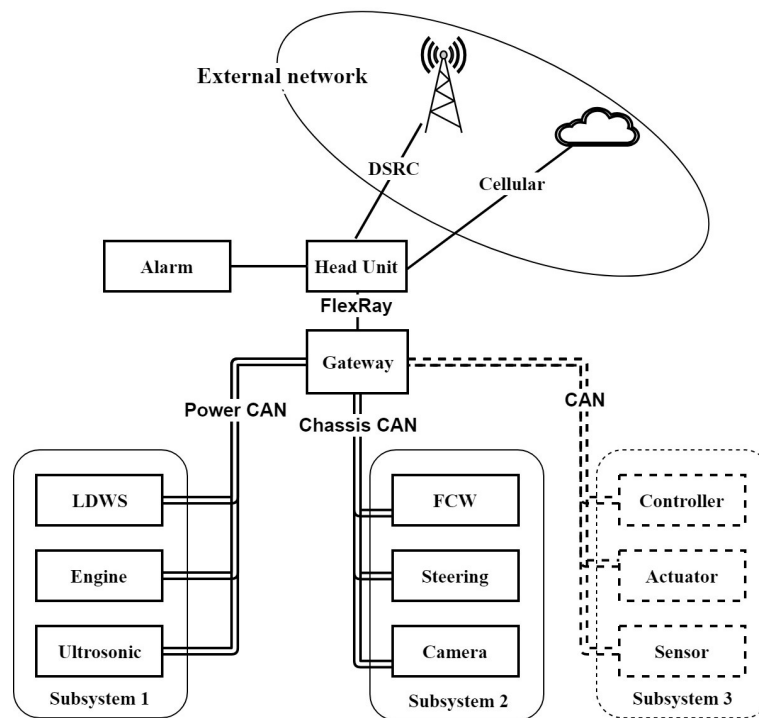 External network
DSRC
Cellular
Alarm
Head Unit
FlexRay
Gateway
Power CAN
Chassis CAN
CAN
LDWS
Engine
Ultrosonic
Subsystem 1
FCW
Steering
Camera
Subsystem 2
Controller
Actuator
Sensor
Subsystem 3